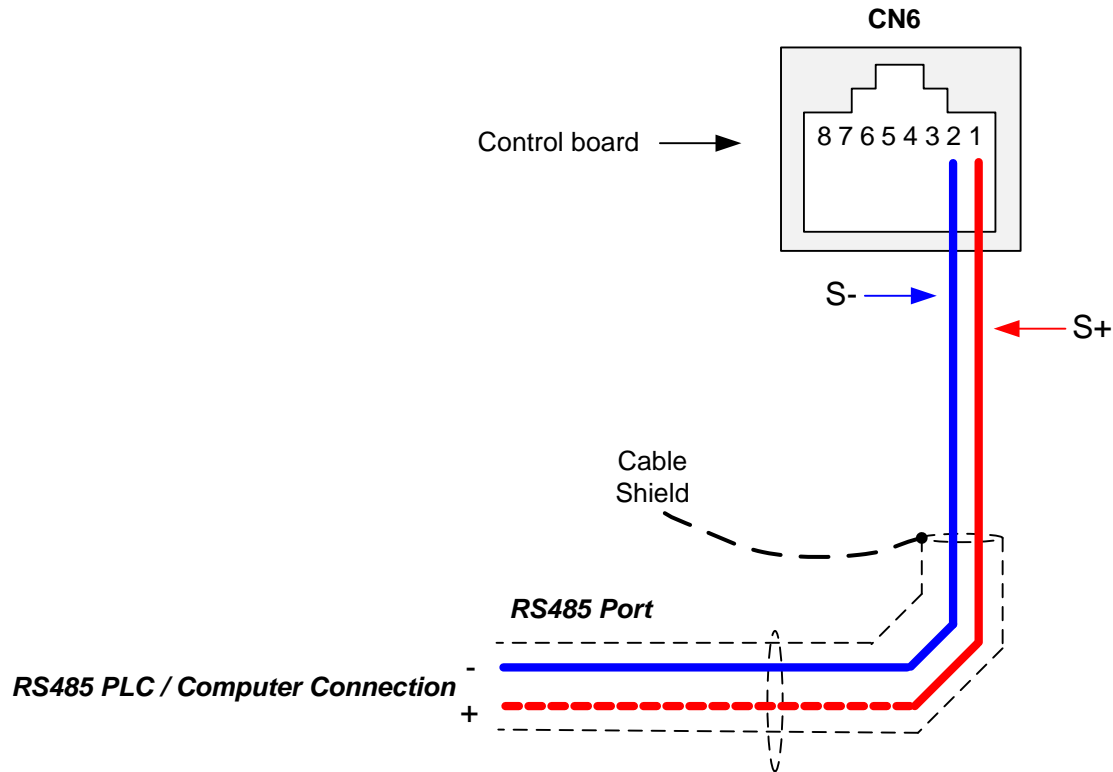 CN6
Control board
8 7 6 5 4 3 2 1
S-
S+
Cable
Shield
RS485 Port
-
RS485 PLC / Computer Connection
+